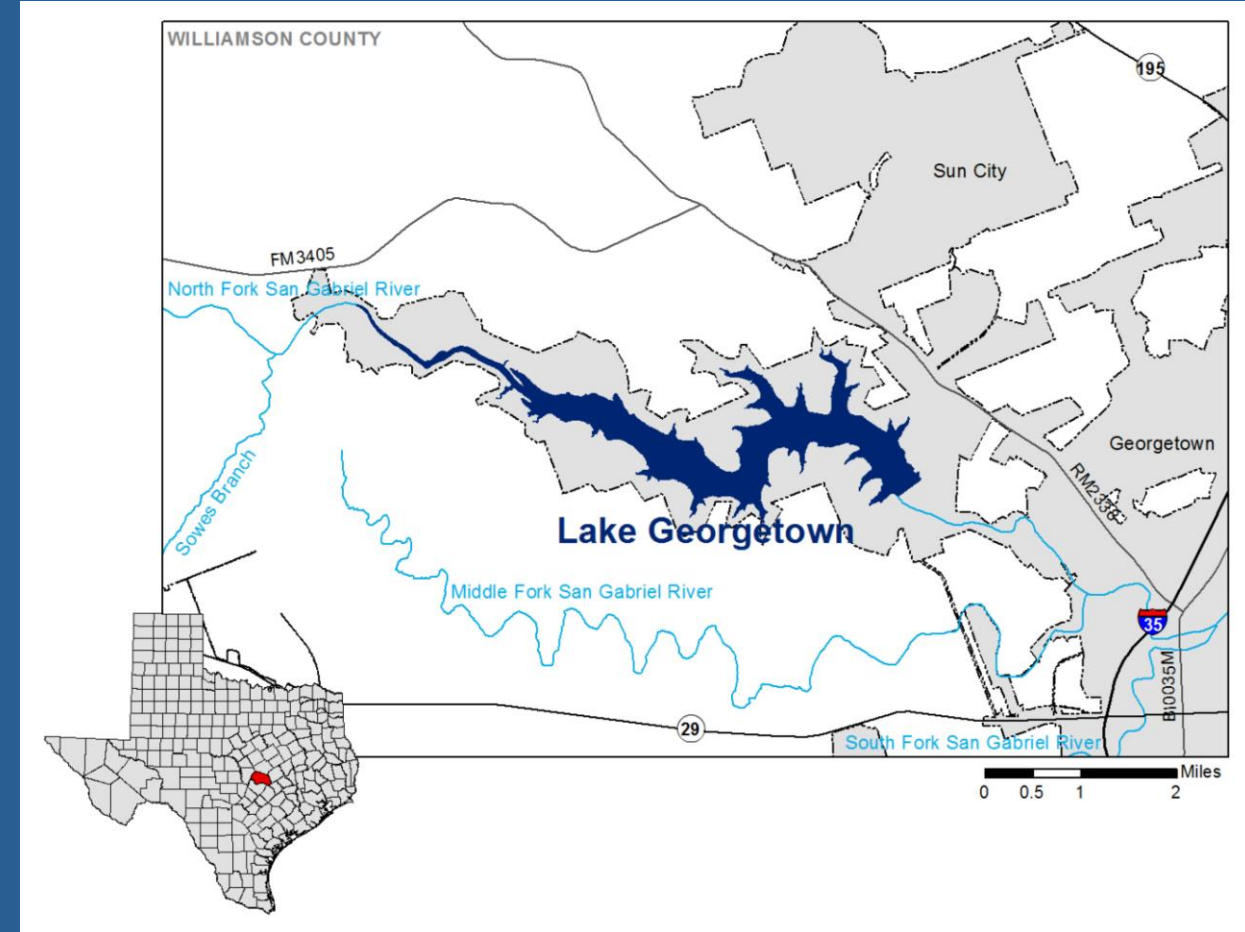 WILLIAMSON COUNTY
195
Sun City
FM3405
North Fork San Gabriel River
Georgetown
RM2338
Sowes Branch
Lake Georgetown
Middle Fork San Gabriel River
35
BI0035M
29
South Fork San Gabriel River
Miles
0 0.5 1 2